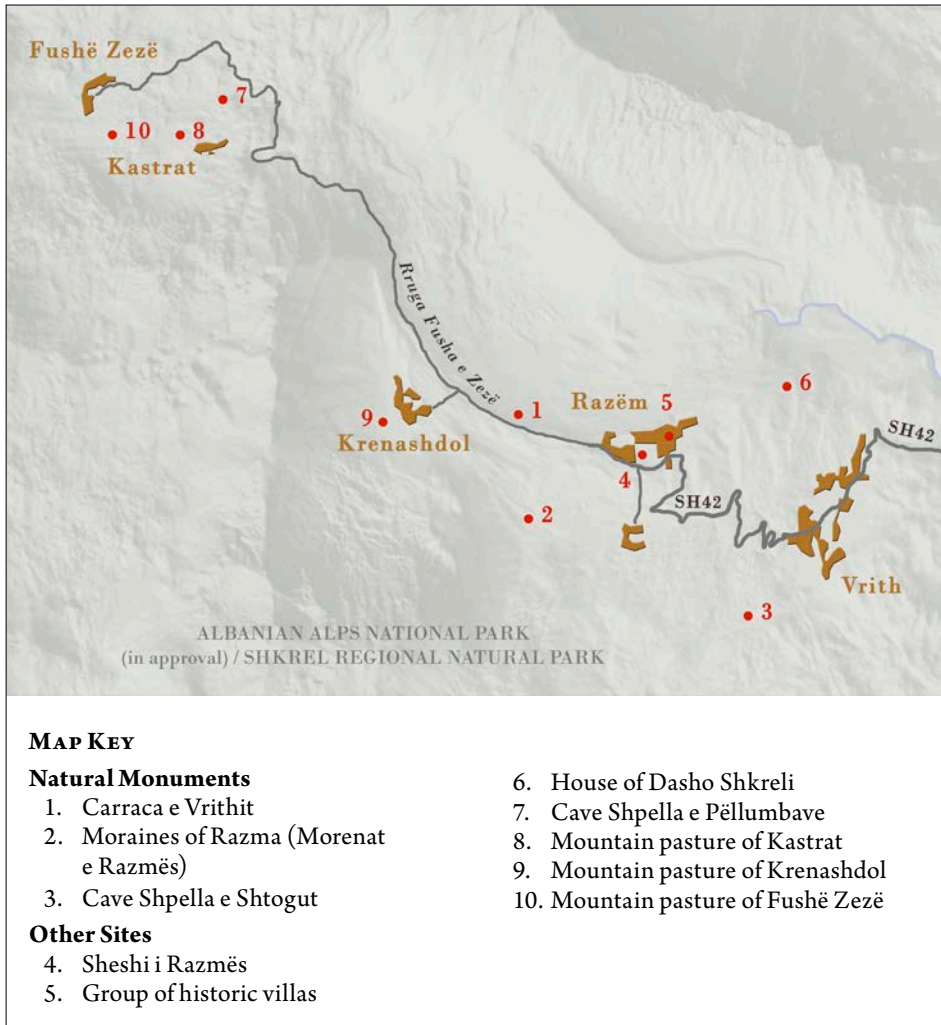 Fushë Zezë
7
10
8
Kastrat
Rruga Fusha e Zezë
6
9
1
Razëm
5
Krenashdol
SH42
4
SH42
2
Vrith
3
ALBANIAN ALPS NATIONAL PARK
(in approval) / SHKREL REGIONAL NATURAL PARK
MAP KEY
Natural Monuments
1. Carraca e Vrithit
2. Moraines of Razma (Morenat
e Razmës)
3. Cave Shpella e Shtogut
Other Sites
4. Sheshi i Razmës
5. Group of historic villas
6. House of Dasho Shkreli
7. Cave Shpella e Pëllumbave
8. Mountain pasture of Kastrat
9. Mountain pasture of Krenashdol
10. Mountain pasture of Fushë Zezë